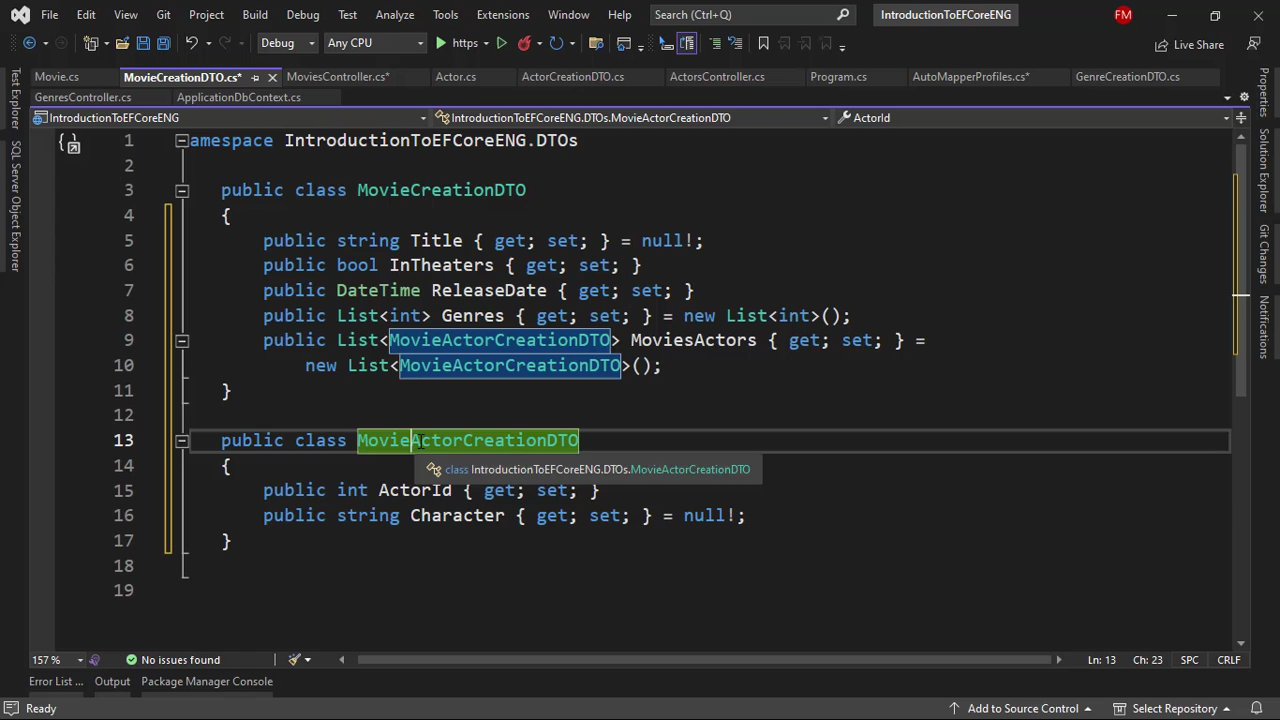 File Edit View Git Project Build Debug Test Analyze Tools Extensions Window Help Search (Ctrl+Q) IntroductionToEFCoreENG FM
Debug Any CPU https Live Share
Movie.cs MovieCreationDTO.cs* MoviesController.cs* Actor.cs ActorCreationDTO.cs ActorsController.cs Program.cs AutoMapperProfiles.cs* GenreCreationDTO.cs
GenresController.cs ApplicationDbContext.cs
IntroductionToEFCoreENG IntroductionToEFCoreENG.DTOs.MovieActorCreationDTO ActorId
Test Explorer
SQL Server Object Explorer
Properties
Solution Explorer
Git Changes
Notifications
1 amespace IntroductionToEFCoreENG.DTOs
2
3 public class MovieCreationDTO
4 {
5 public string Title { get; set; } = null!;
6 public bool InTheaters { get; set; }
7 public DateTime ReleaseDate { get; set; }
8 public List<int> Genres { get; set; } = new List<int>();
9 public List<MovieActorCreationDTO> MoviesActors { get; set; } =
10 new List<MovieActorCreationDTO>();
11 }
12
13 public class MovieActorCreationDTO
14 {
class IntroductionToEFCoreENG.DTOs.MovieActorCreationDTO
15 public int ActorId { get; set; }
16 public string Character { get; set; } = null!;
17 }
18
19
157 % No issues found Ln: 13 Ch: 23 SPC CRLF
Error List ... Output Package Manager Console
Ready Add to Source Control Select Repository